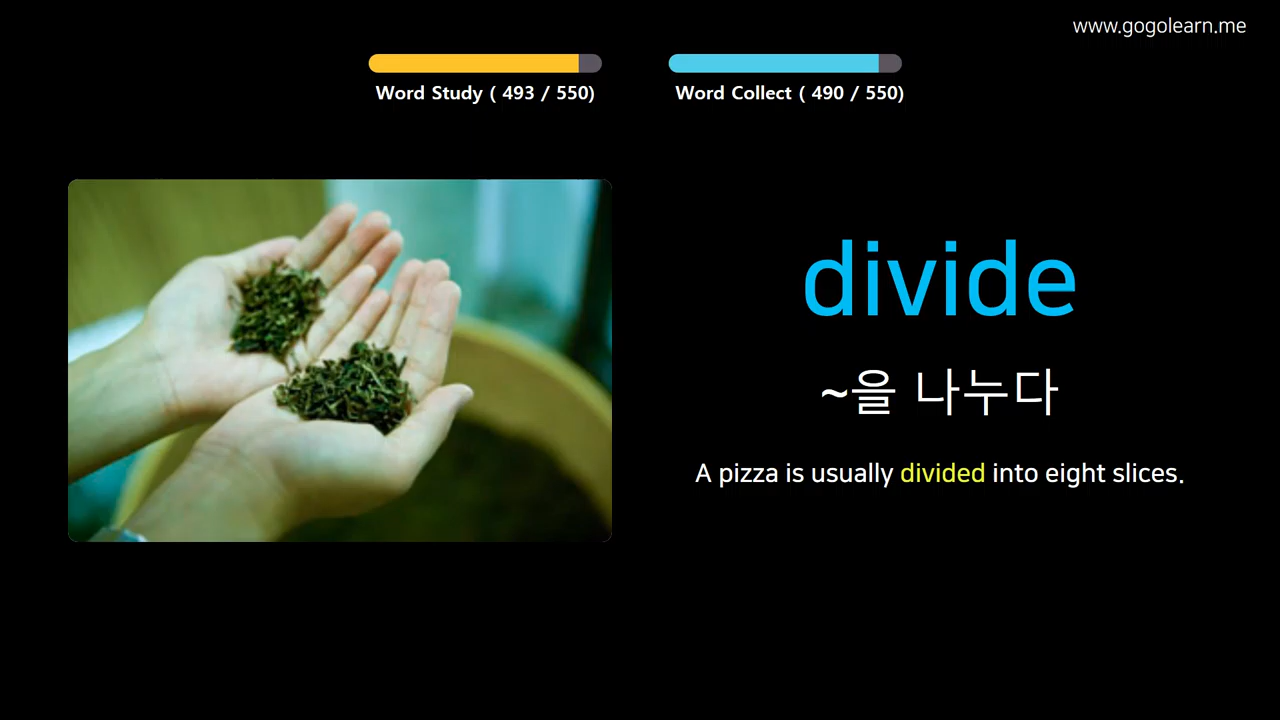 www.gogolearn.me
Word Study ( 493 / 550)
Word Collect ( 490 / 550)
divide
~을 나누다
A pizza is usually divided into eight slices.